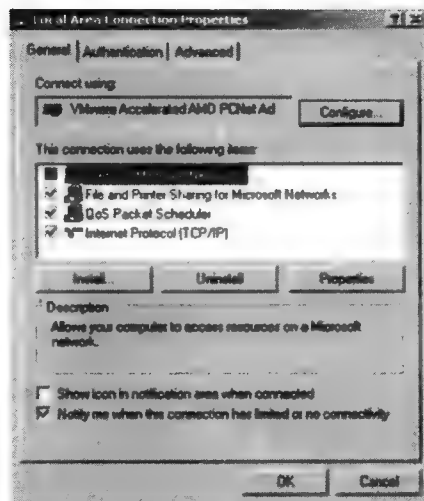 Local Area Connection Properties
General Authentication Advanced
Connect using:
VMware Accelerated AMD PCNet Ad
Configure...
This connection uses the following items:
File and Printer Sharing for Microsoft Networks
QoS Packet Scheduler
Internet Protocol (TCP/IP)
Install... Uninstall Properties
Description
Allows your computer to access resources on a Microsoft
network.
Show icon in notification area when connected
Notify me when this connection has limited or no connectivity
OK Cancel